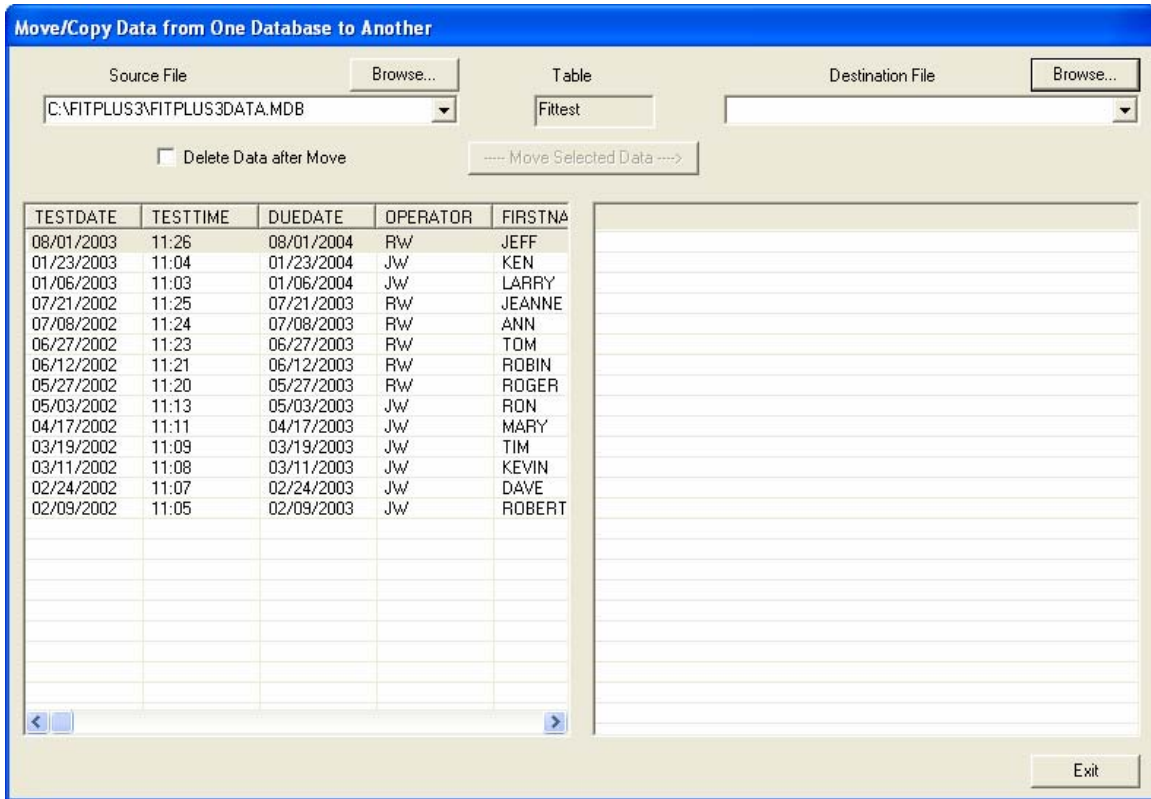 Move/Copy Data from One Database to Another
Source File Browse... Table Destination File Browse...
C:\FITPLUS3\FITPLUS3DATA.MDB Fittest
Delete Data after Move ----- Move Selected Data ---->
TESTDATE TESTTIME DUEDATE OPERATOR FIRSTNA
08/01/2003 11:26 08/01/2004 RW JEFF
01/23/2003 11:04 01/23/2004 JW KEN
01/06/2003 11:03 01/06/2004 JW LARRY
07/21/2002 11:25 07/21/2003 RW JEANNE
07/08/2002 11:24 07/08/2003 RW ANN
06/27/2002 11:23 06/27/2003 RW TOM
06/12/2002 11:21 06/12/2003 RW ROBIN
05/27/2002 11:20 05/27/2003 RW ROGER
05/03/2002 11:13 05/03/2003 JW RON
04/17/2002 11:11 04/17/2003 JW MARY
03/19/2002 11:09 03/19/2003 JW TIM
03/11/2002 11:08 03/11/2003 JW KEVIN
02/24/2002 11:07 02/24/2003 JW DAVE
02/09/2002 11:05 02/09/2003 JW ROBERT
Exit